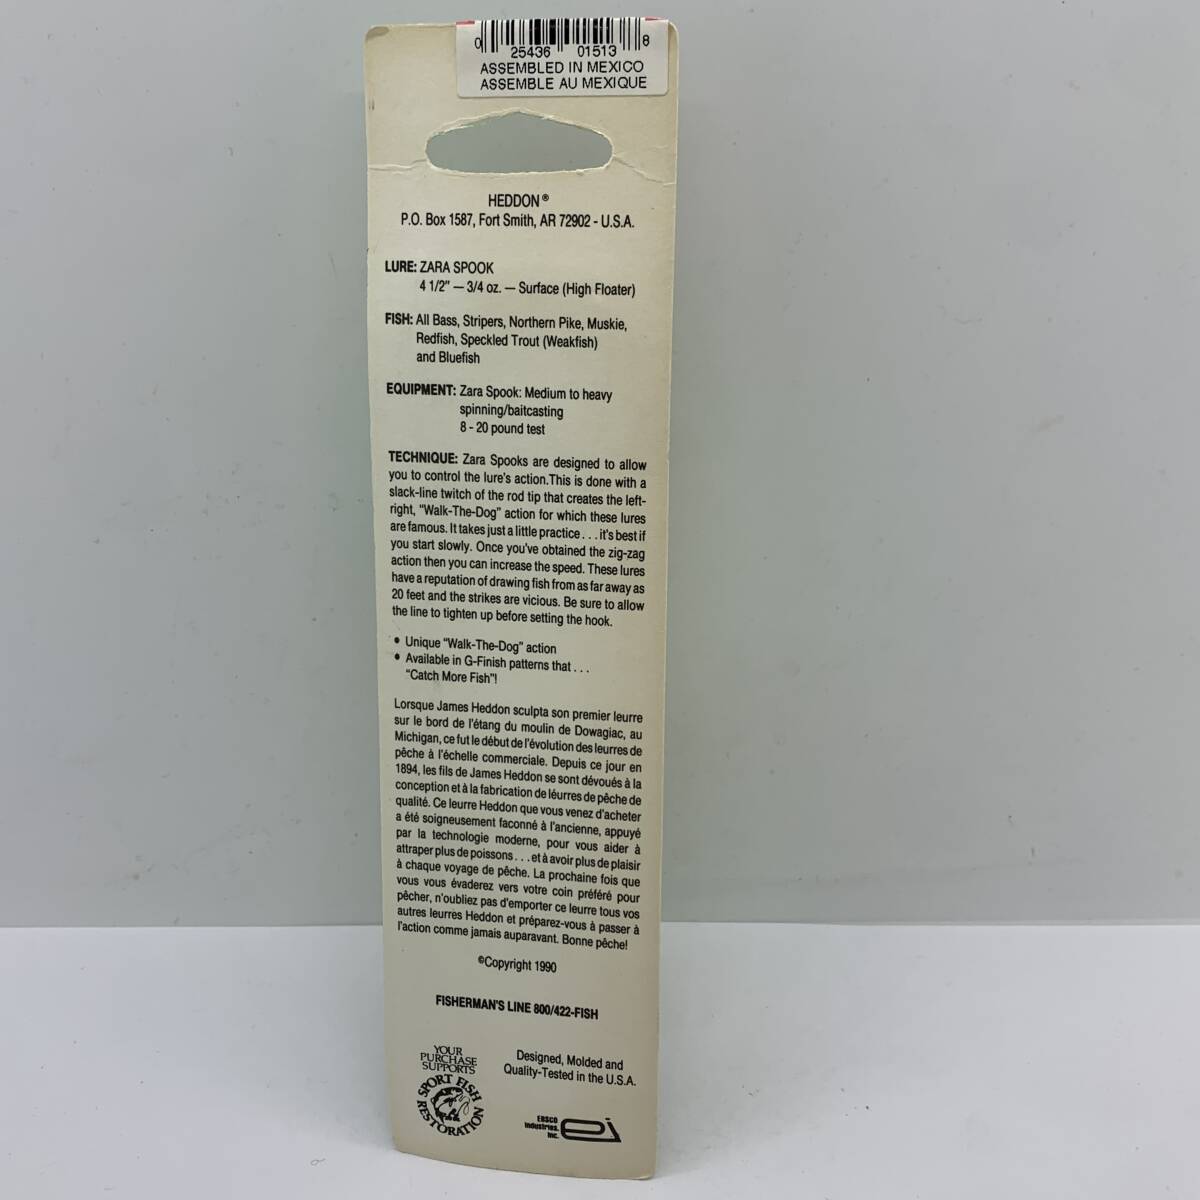 0 25436 01513 8
ASSEMBLED IN MEXICO
ASSEMBLE AU MEXIQUE
HEDDON®
P.O. Box 1587, Fort Smith, AR 72902 - U.S.A.
LURE: ZARA SPOOK
4 1/2" — 3/4 oz. — Surface (High Floater)
FISH: All Bass, Stripers, Northern Pike, Muskie,
Redfish, Speckled Trout (Weakfish)
and Bluefish
EQUIPMENT: Zara Spook: Medium to heavy
spinning/baitcasting
8 - 20 pound test
TECHNIQUE: Zara Spooks are designed to allow
you to control the lure's action.This is done with a
slack-line twitch of the rod tip that creates the left-
right, "Walk-The-Dog" action for which these lures
are famous. It takes just a little practice . . . it's best if
you start slowly. Once you've obtained the zig-zag
action then you can increase the speed. These lures
have a reputation of drawing fish from as far away as
20 feet and the strikes are vicious. Be sure to allow
the line to tighten up before setting the hook.
• Unique "Walk-The-Dog" action
• Available in G-Finish patterns that . . .
"Catch More Fish"!
Lorsque James Heddon sculpta son premier leurre
sur le bord de l'étang du moulin de Dowagiac, au
Michigan, ce fut le début de l'évolution des leurres de
pêche à l'échelle commerciale. Depuis ce jour en
1894, les fils de James Heddon se sont dévoués à la
conception et à la fabrication de léurres de pêche de
qualité. Ce leurre Heddon que vous venez d'acheter
a été soigneusement faconné à l'ancienne, appuyé
par la technologie moderne, pour vous aider à
attraper plus de poissons . . . et à avoir plus de plaisir
à chaque voyage de pêche. La prochaine fois que
vous vous évaderez vers votre coin préféré pour
pêcher, n'oubliez pas d'emporter ce leurre tous vos
autres leurres Heddon et préparez-vous à passer à
l'action comme jamais auparavant. Bonne pêche!
©Copyright 1990
FISHERMAN'S LINE 800/422-FISH
YOUR
PURCHASE
SUPPORTS
SPORT FISH
RESTORATION
Designed, Molded and
Quality-Tested in the U.S.A.
EBSCO
Industries,
Inc.
ei